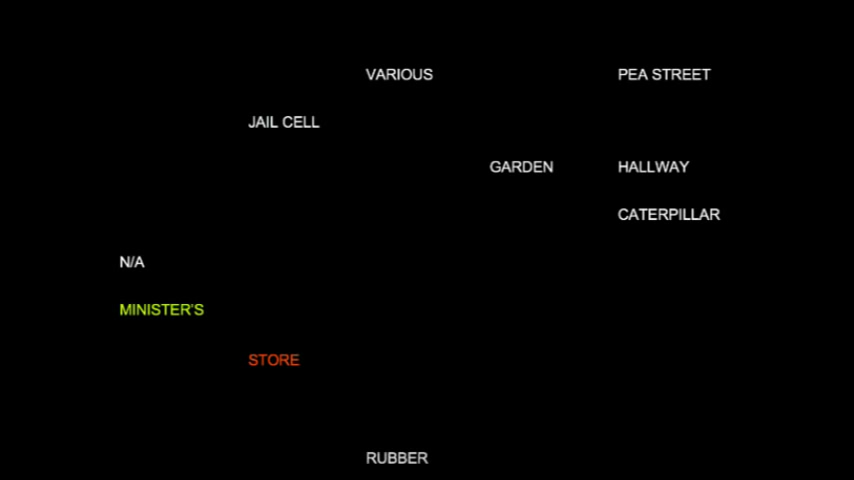 VARIOUS PEA STREET
JAIL CELL
GARDEN HALLWAY
CATERPILLAR
N/A
MINISTER'S
STORE
RUBBER